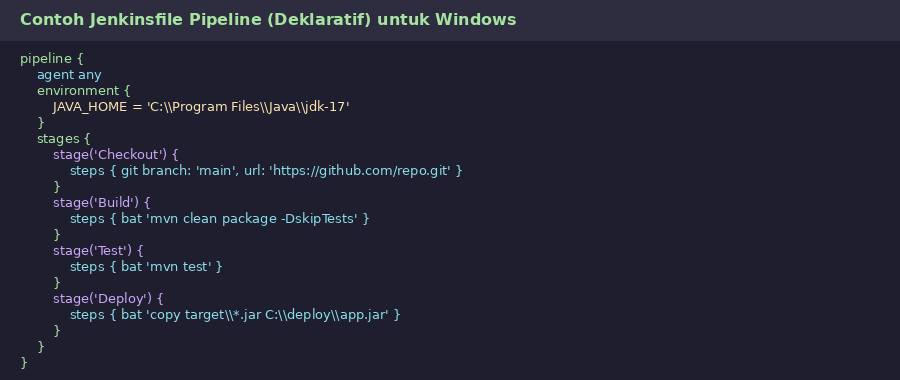 Contoh Jenkinsfile Pipeline (Deklaratif) untuk Windows
pipeline {
    agent any
    environment {
        JAVA_HOME = 'C:\\Program Files\\Java\\jdk-17'
    }
    stages {
        stage('Checkout') {
            steps { git branch: 'main', url: 'https://github.com/repo.git' }
        }
        stage('Build') {
            steps { bat 'mvn clean package -DskipTests' }
        }
        stage('Test') {
            steps { bat 'mvn test' }
        }
        stage('Deploy') {
            steps { bat 'copy target\\*.jar C:\\deploy\\app.jar' }
        }
    }
}